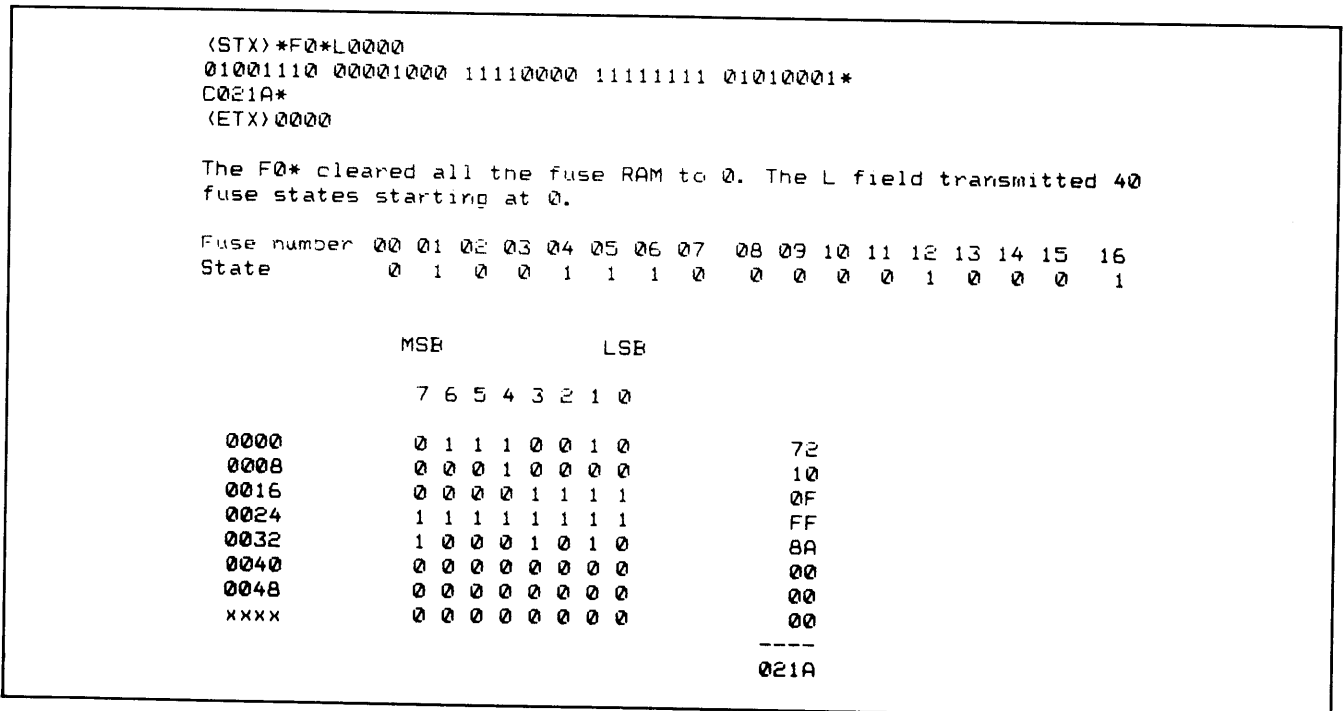 <STX>*F0*L0000
01001110 00001000 11110000 11111111 01010001*
C021A*
<ETX>0000
The F0* cleared all the fuse RAM to 0. The L field transmitted 40
fuse states starting at 0.
Fuse number 00 01 02 03 04 05 06 07 08 09 10 11 12 13 14 15 16
State 0 1 0 0 1 1 1 0 0 0 0 0 1 0 0 0 1
MSB LSB
7 6 5 4 3 2 1 0
0000 0 1 1 1 0 0 1 0 72
0008 0 0 0 1 0 0 0 0 10
0016 0 0 0 0 1 1 1 1 0F
0024 1 1 1 1 1 1 1 1 FF
0032 1 0 0 0 1 0 1 0 8A
0040 0 0 0 0 0 0 0 0 00
0048 0 0 0 0 0 0 0 0 00
xxxx 0 0 0 0 0 0 0 0 00
----
021A